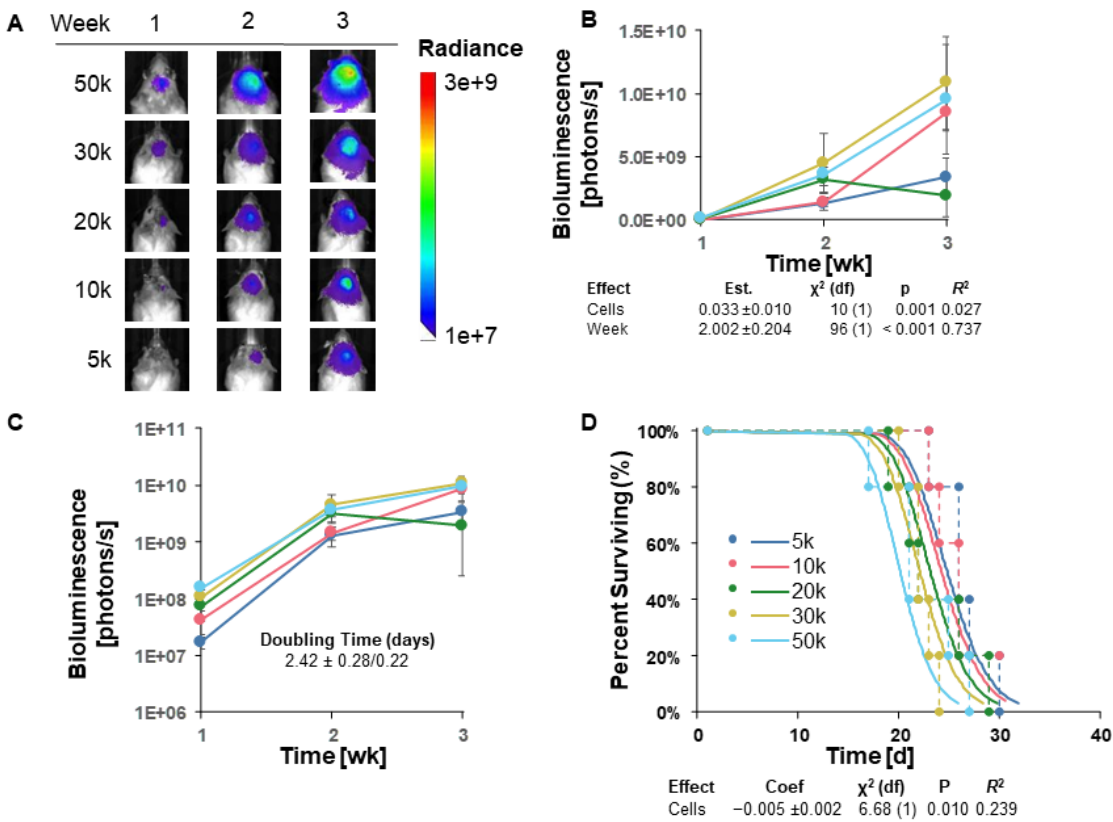 A
Week 1 2 3
50k
30k
20k
10k
5k
Radiance
3e+9
1e+7
B
Bioluminescence
[photons/s]
1.5E+10
1.0E+10
5.0E+09
0.0E+00
1 2 3
Time [wk]
Effect Est. χ² (df) p R²
Cells 0.033 ±0.010 10 (1) 0.001 0.027
Week 2.002 ±0.204 96 (1) < 0.001 0.737
C
Bioluminescence
[photons/s]
1E+11
1E+10
1E+09
1E+08
1E+07
1E+06
Doubling Time (days)
2.42 ± 0.28/0.22
1 2 3
Time [wk]
D
Percent Surviving (%)
100%
80%
60%
40%
20%
0%
5k
10k
20k
30k
50k
0 10 20 30 40
Time [d]
Effect Coef χ² (df) P R²
Cells −0.005 ±0.002 6.68 (1) 0.010 0.239